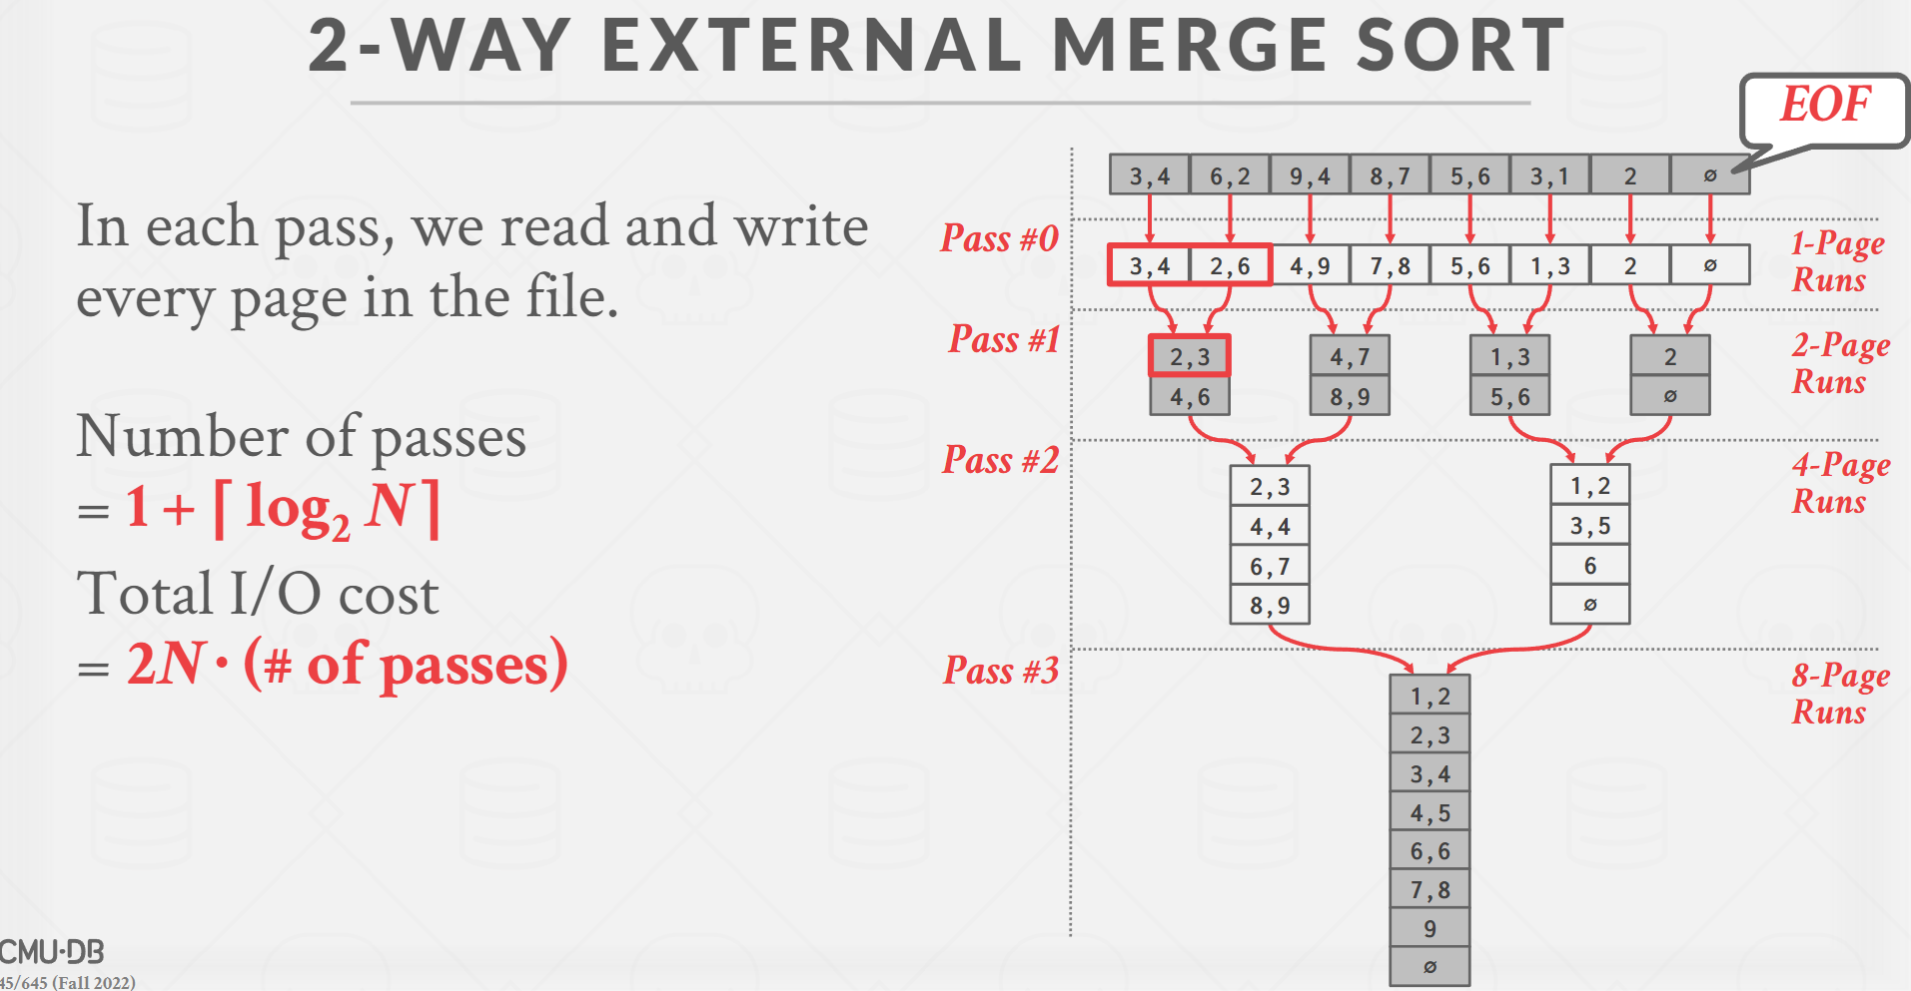 2-WAY EXTERNAL MERGE SORT
In each pass, we read and write
every page in the file.
Number of passes
= 1 + ⌈ log₂ N ⌉
Total I/O cost
= 2N · (# of passes)
EOF
3,4 6,2 9,4 8,7 5,6 3,1 2 ∅
Pass #0
3,4 2,6 4,9 7,8 5,6 1,3 2 ∅
1-Page
Runs
Pass #1
2,3 4,7 1,3 2
4,6 8,9 5,6 ∅
2-Page
Runs
Pass #2
2,3 1,2
4,4 3,5
6,7 6
8,9 ∅
4-Page
Runs
Pass #3
1,2
2,3
3,4
4,5
6,6
7,8
9
∅
8-Page
Runs
CMU·DB
45/645 (Fall 2022)